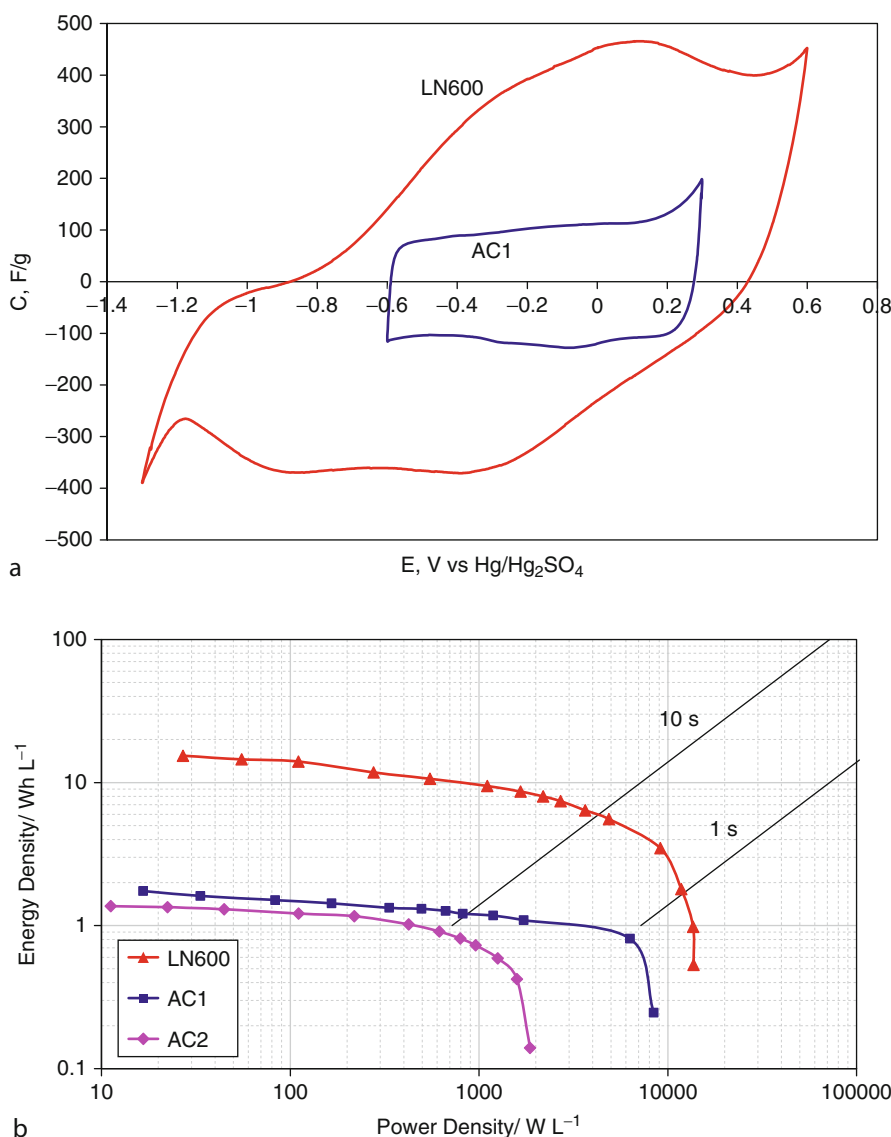 500
400
LN600
300
200
AC1
100
0
−1.4 −1.2 −1 −0.8 −0.6 −0.4 −0.2 0 0.2 0.4 0.6 0.8
−100
−200
−300
−400
−500
C, F/g
E, V vs Hg/Hg₂SO₄
a
100
10 s
10
1 s
1
LN600
AC1
AC2
0.1
10 100 1000 10000 100000
Energy Density/ Wh L⁻¹
Power Density/ W L⁻¹
b